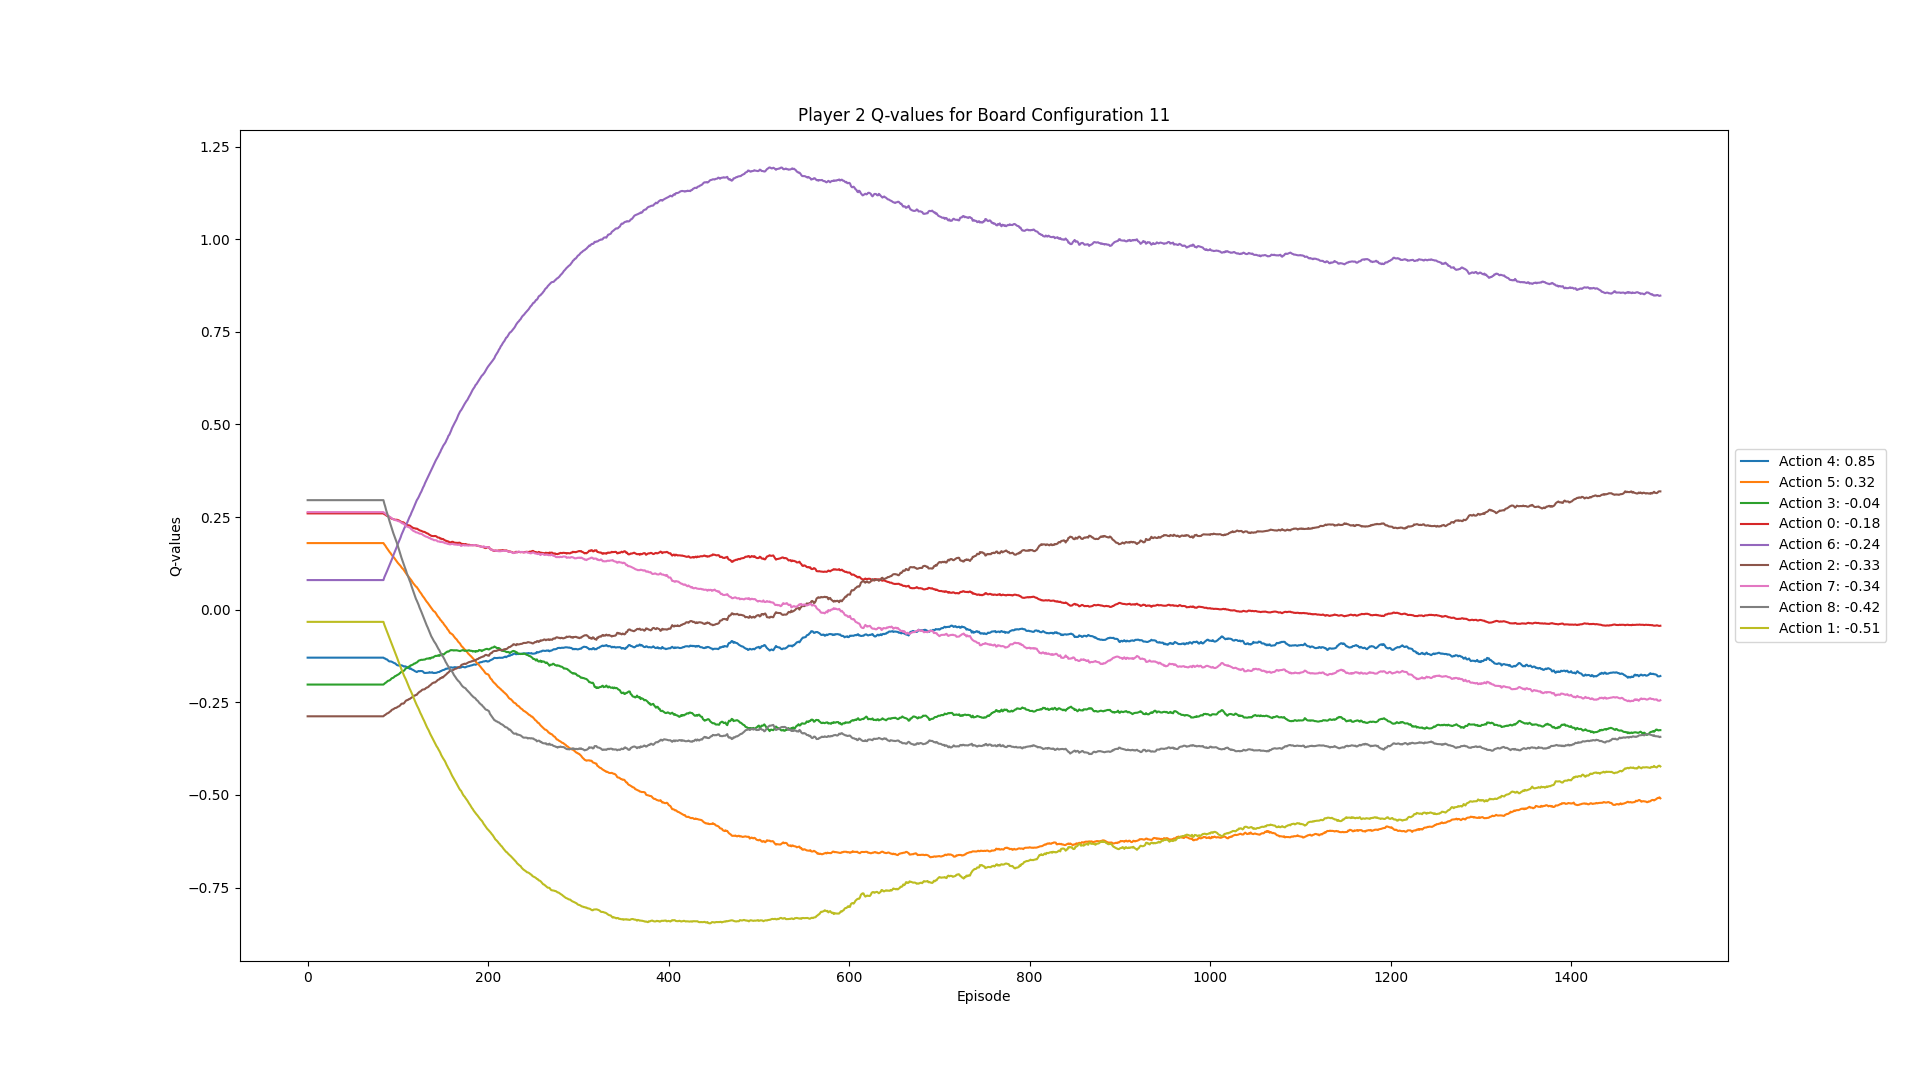 Player 2 Q-values for Board Configuration 11
1.25
1.00
0.75
0.50
0.25
0.00
−0.25
−0.50
−0.75
Q-values
0 200 400 600 800 1000 1200 1400
Episode
Action 4: 0.85
Action 5: 0.32
Action 3: -0.04
Action 0: -0.18
Action 6: -0.24
Action 2: -0.33
Action 7: -0.34
Action 8: -0.42
Action 1: -0.51